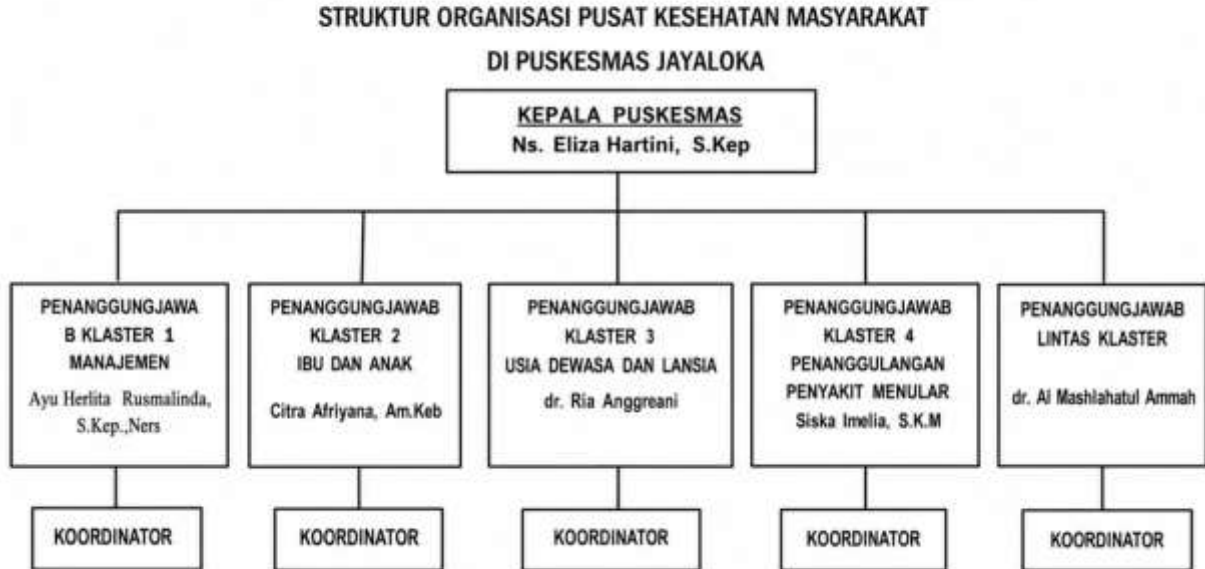 STRUKTUR ORGANISASI PUSAT KESEHATAN MASYARAKAT
DI PUSKESMAS JAYALOKA
KEPALA PUSKESMAS
Ns. Eliza Hartini, S.Kep
PENANGGUNGJAWA
B KLASTER 1
MANAJEMEN
Ayu Herlita Rusmalinda,
S.Kep.,Ners
PENANGGUNGJAWAB
KLASTER 2
IBU DAN ANAK
Citra Afriyana, Am.Keb
PENANGGUNGJAWAB
KLASTER 3
USIA DEWASA DAN LANSIA
dr. Ria Anggreani
PENANGGUNGJAWAB
KLASTER 4
PENANGGULANGAN
PENYAKIT MENULAR
Siska Imelia, S.K.M
PENANGGUNGJAWAB
LINTAS KLASTER
dr. Al Mashlahatul Ammah
KOORDINATOR
KOORDINATOR
KOORDINATOR
KOORDINATOR
KOORDINATOR